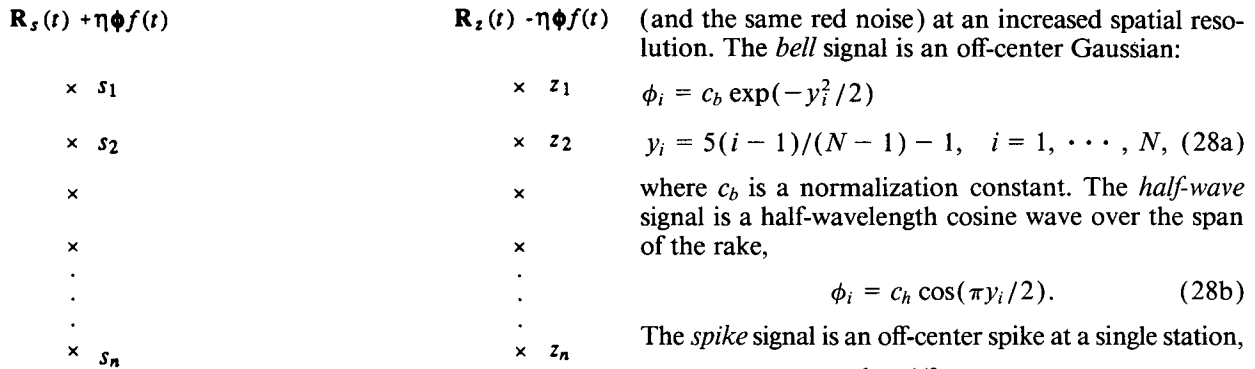 R_s(t) +ηϕf(t) R_z(t) -ηϕf(t)
× s_1 × z_1
× s_2 × z_2
× ×
× ×
. .
. .
. .
× s_n × z_n
(and the same red noise) at an increased spatial reso-
lution. The bell signal is an off-center Gaussian:
ϕ_i = c_b exp(−y_i^2/2)
y_i = 5(i − 1)/(N − 1) − 1, i = 1, · · · , N, (28a)
where c_b is a normalization constant. The half-wave
signal is a half-wavelength cosine wave over the span
of the rake,
ϕ_i = c_h cos(πy_i/2). (28b)
The spike signal is an off-center spike at a single station,